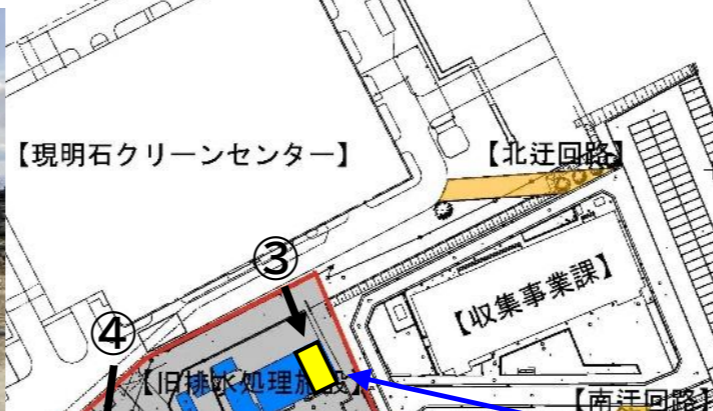 【現明石クリーンセンター】
【北迂回路】
③
【収集事業課】
④
【旧排水処理施設】
【南迂回路】